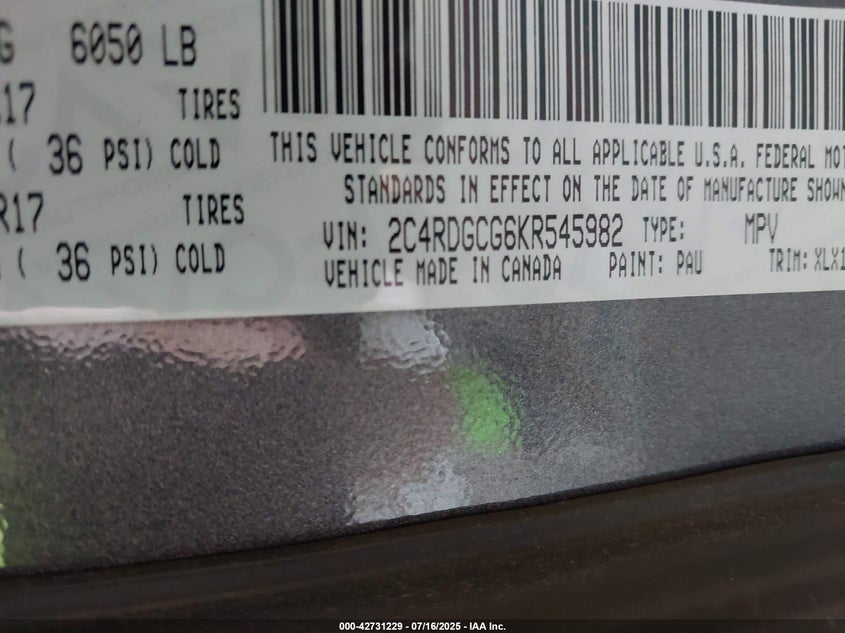 G 6050 LB
17 TIRES
( 36 PSI) COLD
R17 TIRES
( 36 PSI) COLD
THIS VEHICLE CONFORMS TO ALL APPLICABLE U.S.A. FEDERAL MOT
STANDARDS IN EFFECT ON THE DATE OF MANUFACTURE SHOWN
VIN: 2C4RDGCG6KR545982 TYPE: MPV
VEHICLE MADE IN CANADA PAINT: PAU TRIM: XLX1
000-42731229 - 07/16/2025 - IAA Inc.